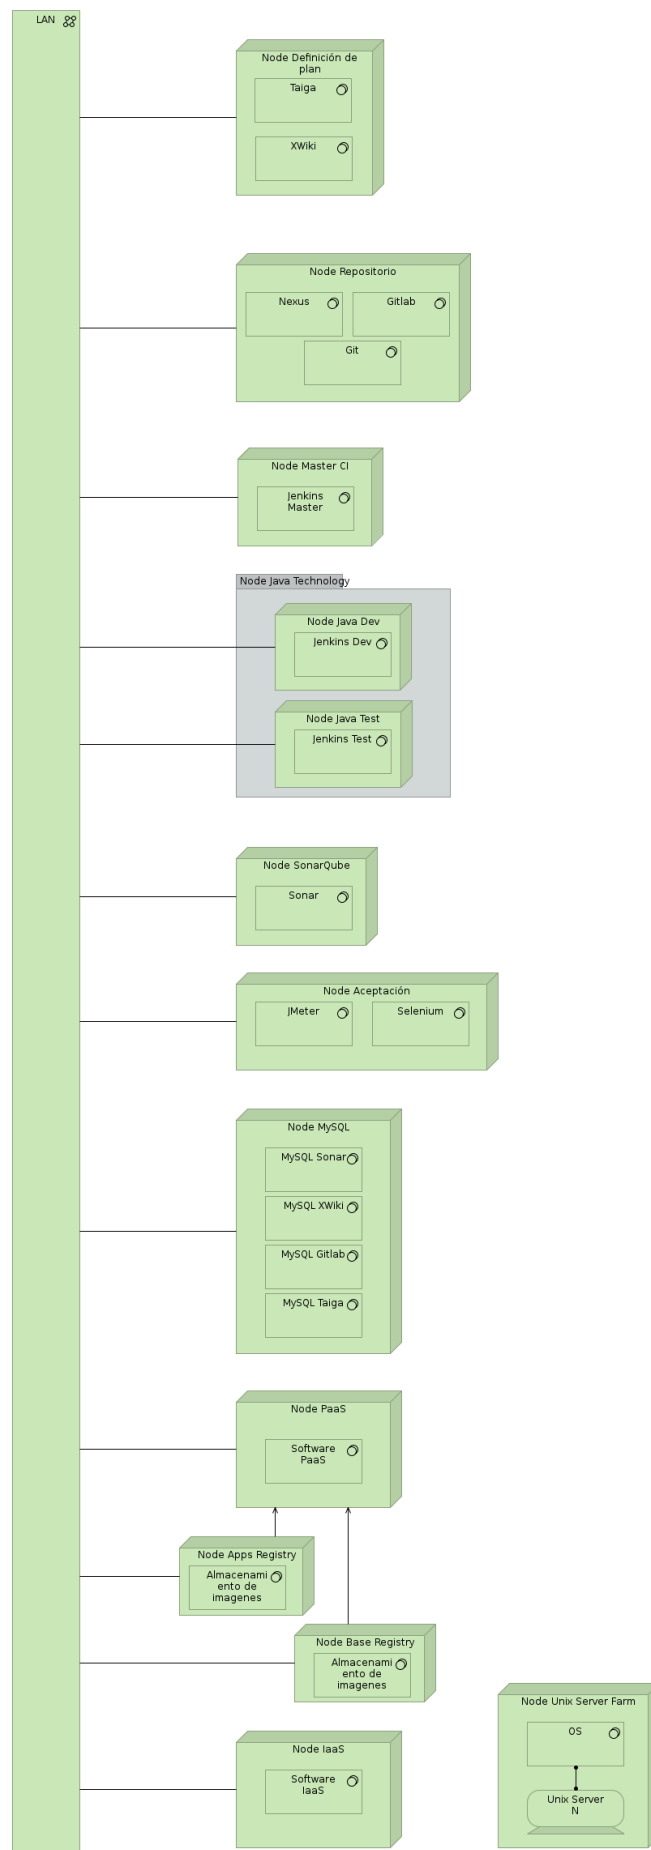 LAN
Node Definición de
plan
Taiga
XWiki
Node Repositorio
Nexus
Gitlab
Git
Node Master CI
Jenkins
Master
Node Java Technology
Node Java Dev
Jenkins Dev
Node Java Test
Jenkins Test
Node SonarQube
Sonar
Node Aceptación
JMeter
Selenium
Node MySQL
MySQL Sonar
MySQL XWiki
MySQL Gitlab
MySQL Taiga
Node PaaS
Software
PaaS
Node Apps Registry
Almacenami
ento de
imagenes
Node Base Registry
Almacenami
ento de
imagenes
Node IaaS
Software
IaaS
Node Unix Server Farm
OS
Unix Server
N